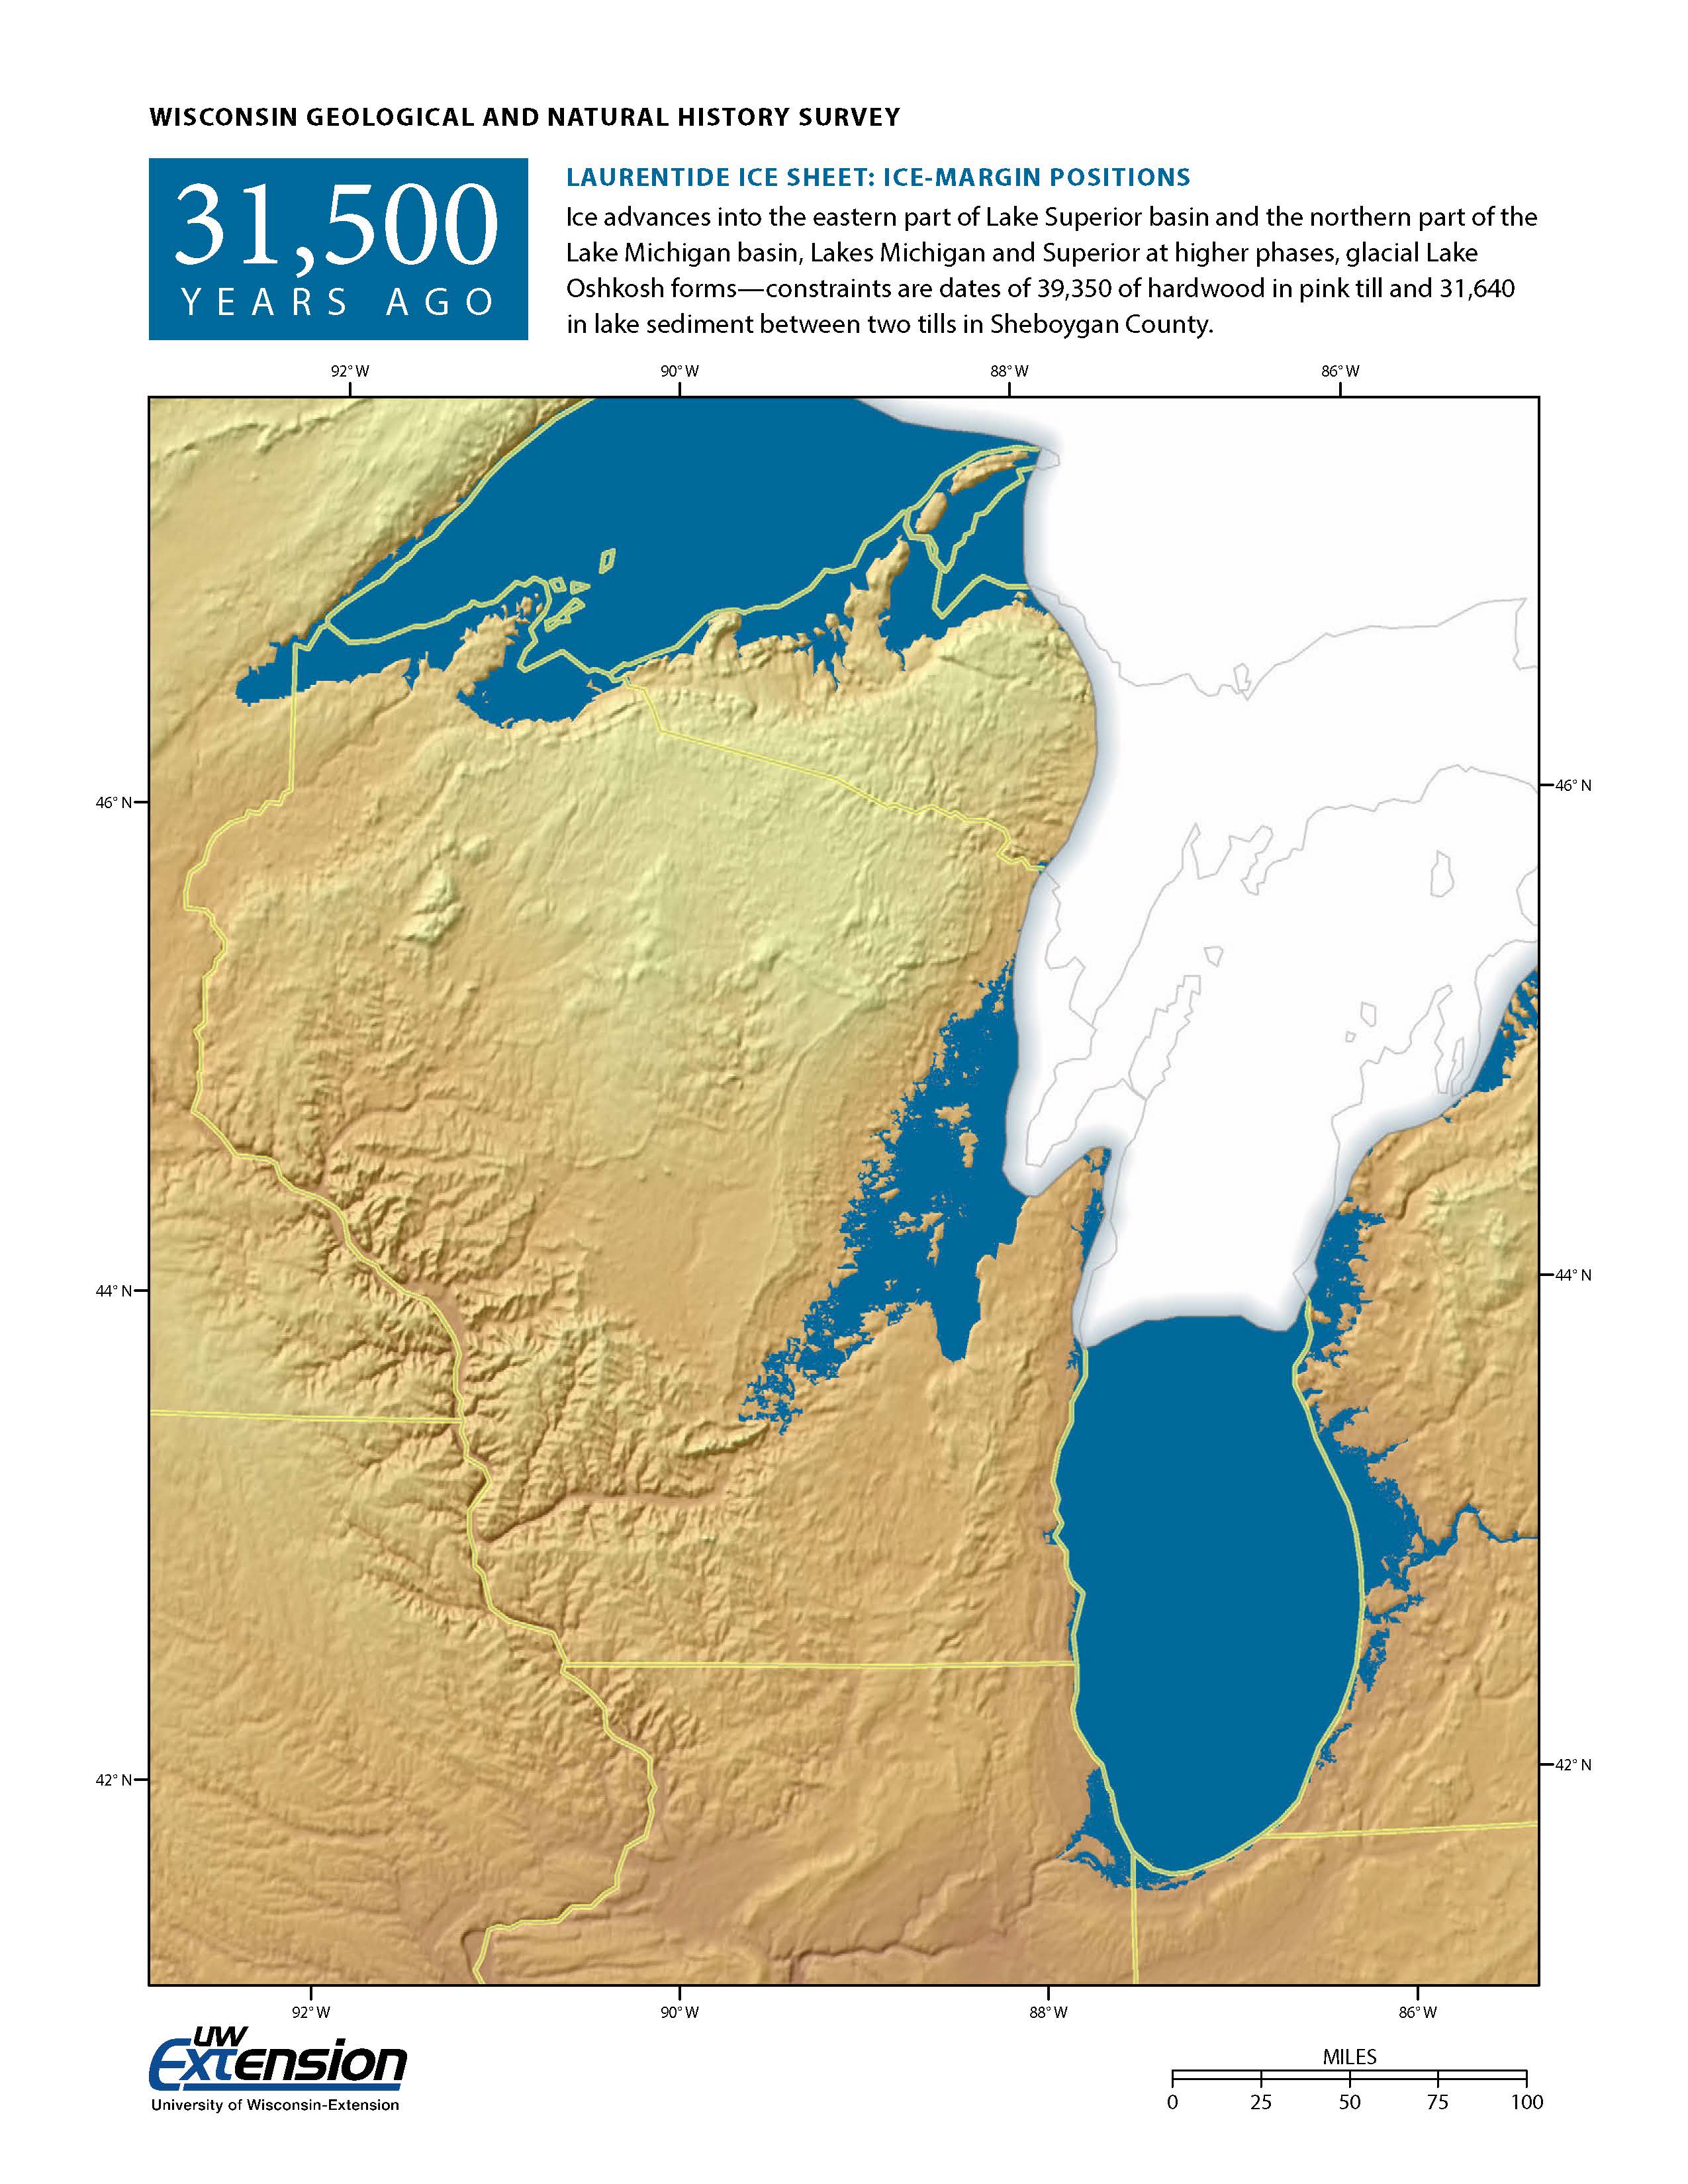 WISCONSIN GEOLOGICAL AND NATURAL HISTORY SURVEY
31,500
YEARS AGO
LAURENTIDE ICE SHEET: ICE-MARGIN POSITIONS
Ice advances into the eastern part of Lake Superior basin and the northern part of the
Lake Michigan basin, Lakes Michigan and Superior at higher phases, glacial Lake
Oshkosh forms—constraints are dates of 39,350 of hardwood in pink till and 31,640
in lake sediment between two tills in Sheboygan County.
92°W 90°W 88°W 86°W
46°N 46°N
44°N 44°N
42°N 42°N
92°W 90°W 88°W 86°W
UW
Extension
University of Wisconsin-Extension
MILES
0 25 50 75 100